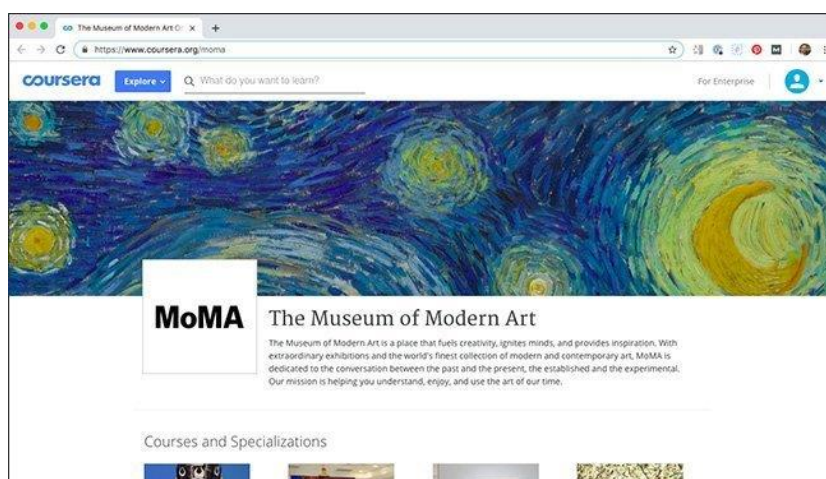 The Museum of Modern Art O
https://www.coursera.org/moma
coursera
Explore
What do you want to learn?
For Enterprise
MoMA
The Museum of Modern Art
The Museum of Modern Art is a place that fuels creativity, ignites minds, and provides inspiration. With
extraordinary exhibitions and the world's finest collection of modern and contemporary art, MoMA is
dedicated to the conversation between the past and the present, the established and the experimental.
Our mission is helping you understand, enjoy, and use the art of our time.
Courses and Specializations